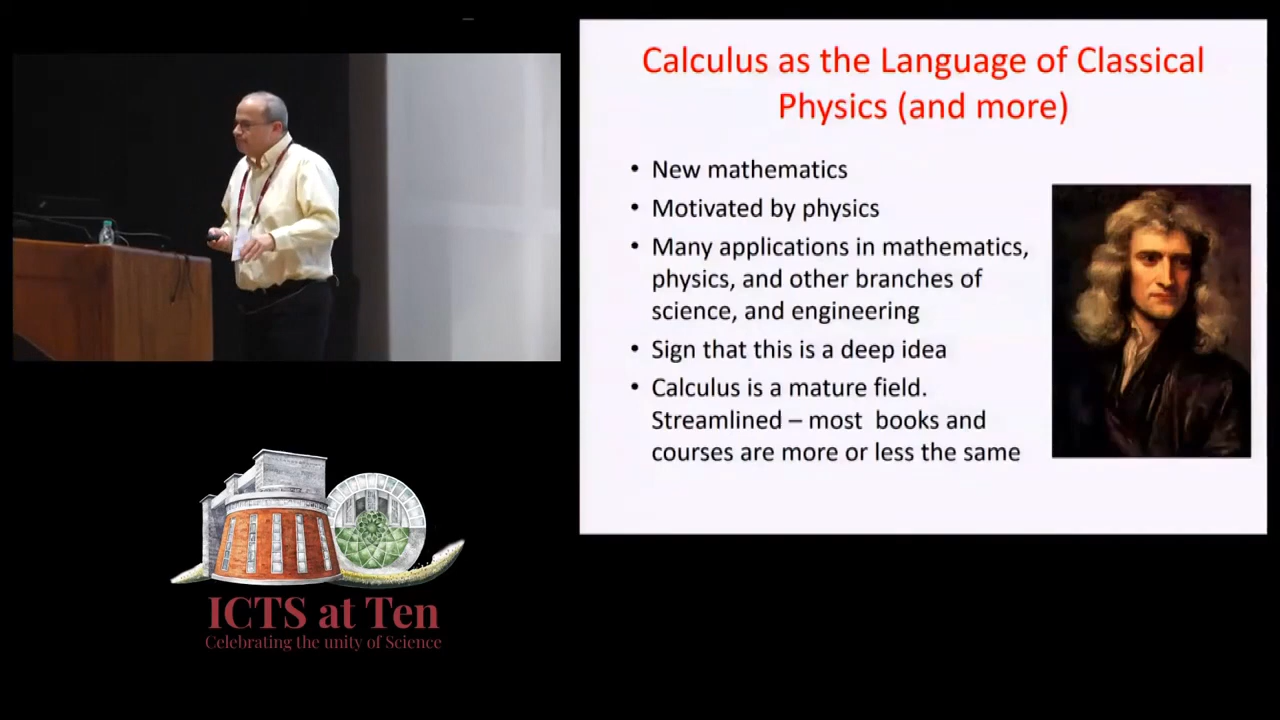 Calculus as the Language of Classical
Physics (and more)
• New mathematics
• Motivated by physics
• Many applications in mathematics,
physics, and other branches of
science, and engineering
• Sign that this is a deep idea
• Calculus is a mature field.
Streamlined – most books and
courses are more or less the same
ICTS at Ten
Celebrating the unity of Science